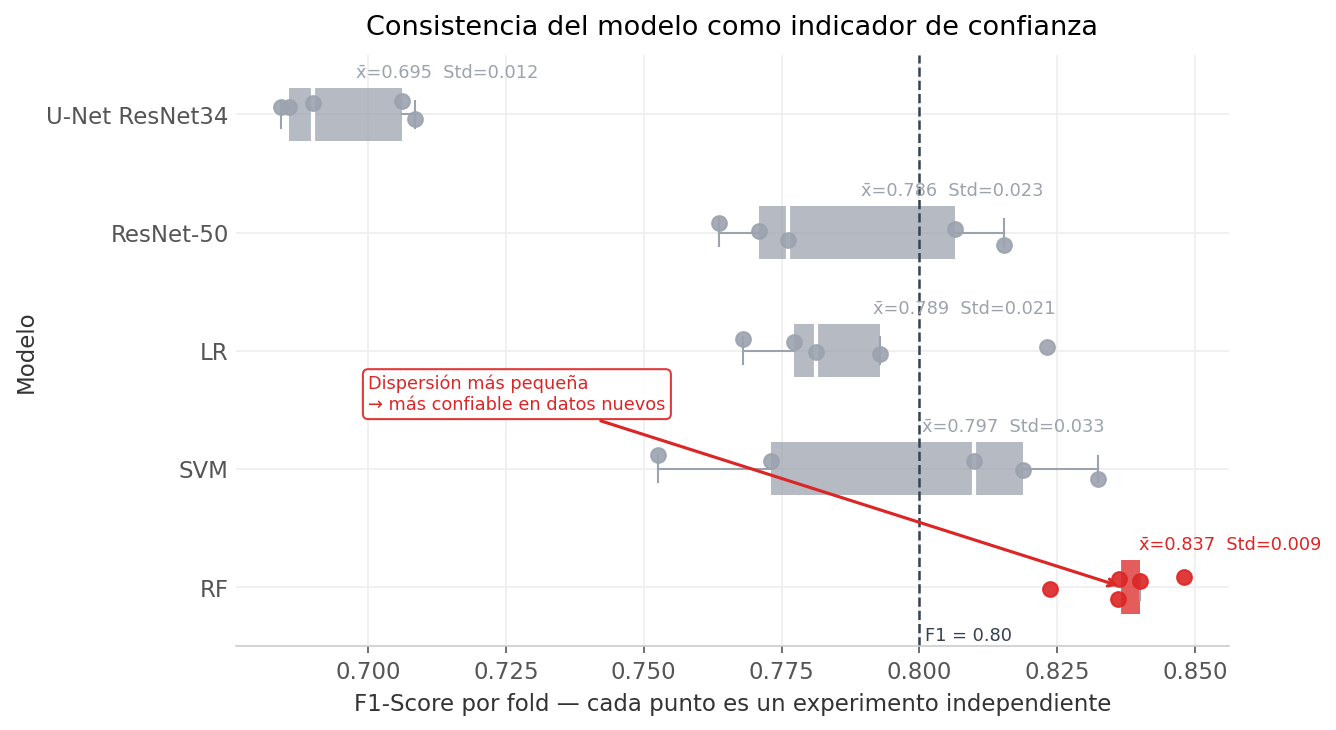 Consistencia del modelo como indicador de confianza
x̄=0.695  Std=0.012
U-Net ResNet34
x̄=0.786  Std=0.023
ResNet-50
x̄=0.789  Std=0.021
LR
Modelo
Dispersión más pequeña
→ más confiable en datos nuevos
x̄=0.797  Std=0.033
SVM
x̄=0.837  Std=0.009
RF
F1 = 0.80
0.700 0.725 0.750 0.775 0.800 0.825 0.850
F1-Score por fold — cada punto es un experimento independiente